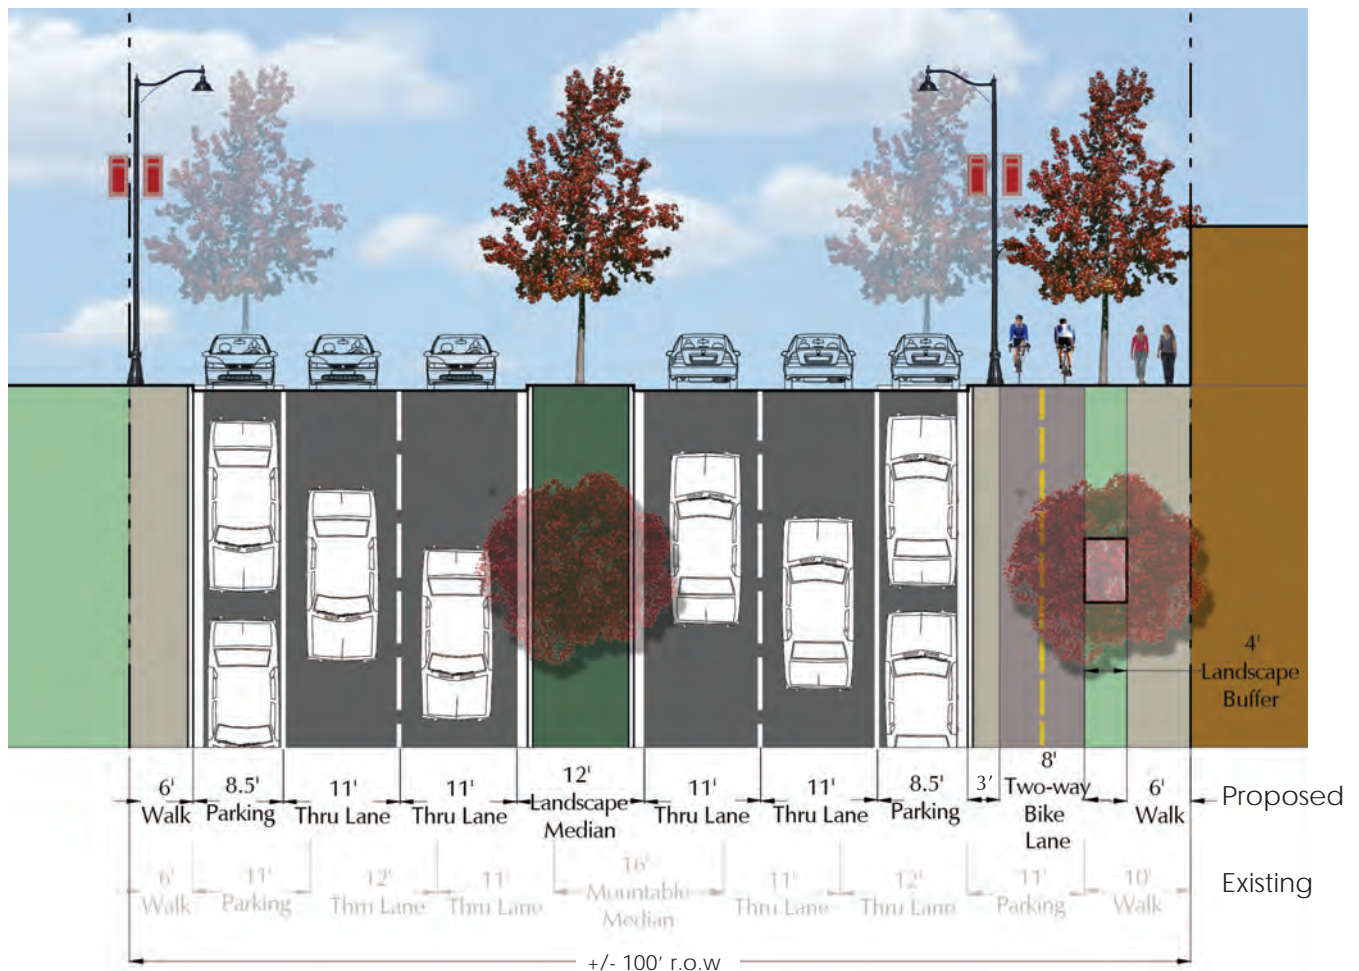 4'
Landscape
Buffer
6'
Walk
8.5'
Parking
11'
Thru Lane
11'
Thru Lane
12'
Landscape
Median
11'
Thru Lane
11'
Thru Lane
8.5'
Parking
3'
8'
Two-way
Bike
Lane
6'
Walk
Proposed
6'
Walk
11'
Parking
12'
Thru Lane
11'
Thru Lane
16'
Mountable
Median
11'
Thru Lane
12'
Thru Lane
11'
Parking
10'
Walk
Existing
+/- 100' r.o.w